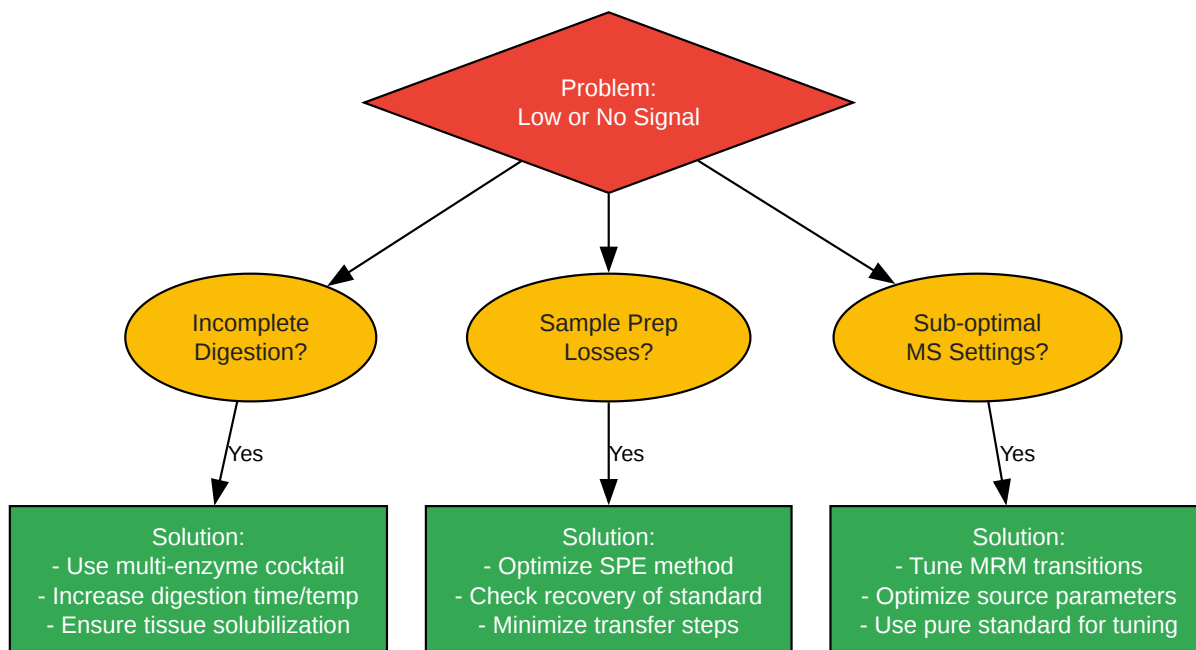 Problem:
Low or No Signal
Incomplete
Digestion?
Sample Prep
Losses?
Sub-optimal
MS Settings?
Yes
Yes
Yes
Solution:
- Use multi-enzyme cocktail
- Increase digestion time/temp
- Ensure tissue solubilization
Solution:
- Optimize SPE method
- Check recovery of standard
- Minimize transfer steps
Solution:
- Tune MRM transitions
- Optimize source parameters
- Use pure standard for tuning